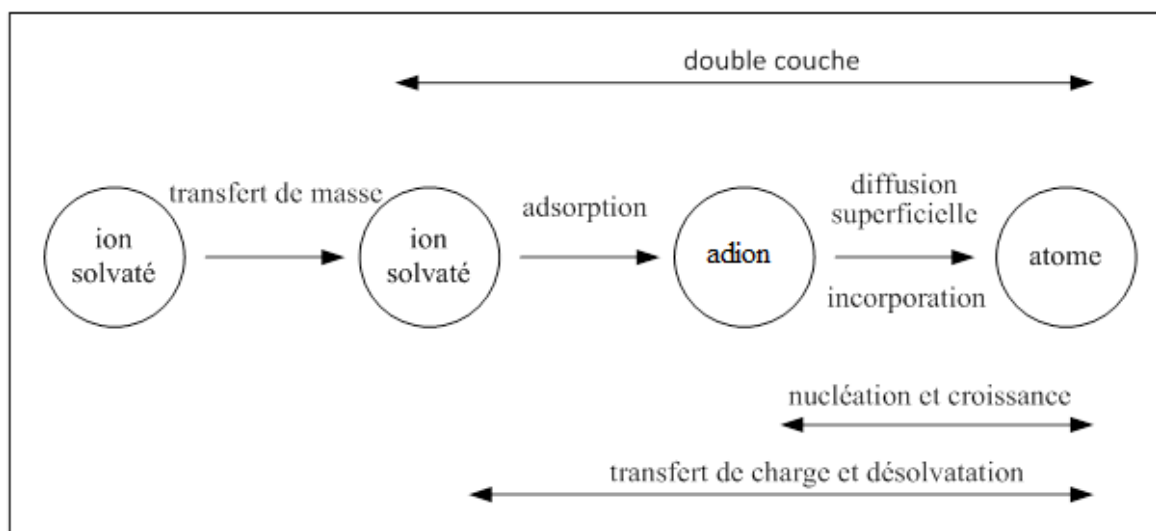 double couche
transfert de masse
ion
solvaté
ion
solvaté
adsorption
adion
diffusion
superficielle
incorporation
atome
nucléation et croissance
transfert de charge et désolvatation